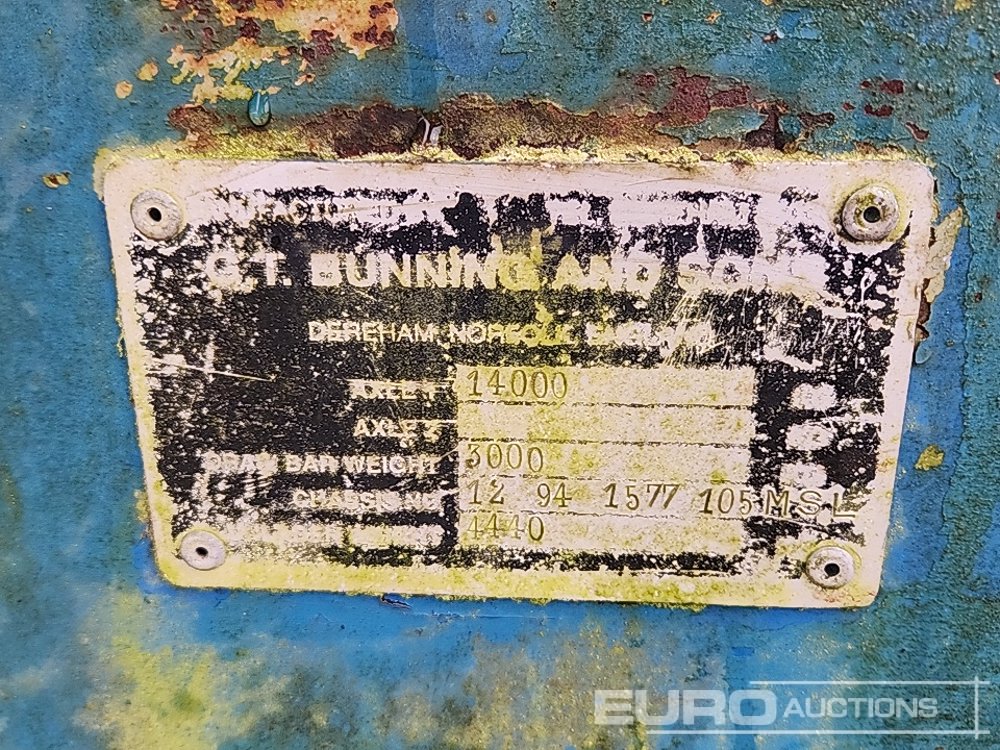 G.T. BUNNING AND SONS
DEREHAM, NORFOLK
AXLE 1 14000
AXLE 2
DRAW BAR WEIGHT 3000
CHASSIS No 12 94 1577 105 MSL
4440
EURO AUCTIONS